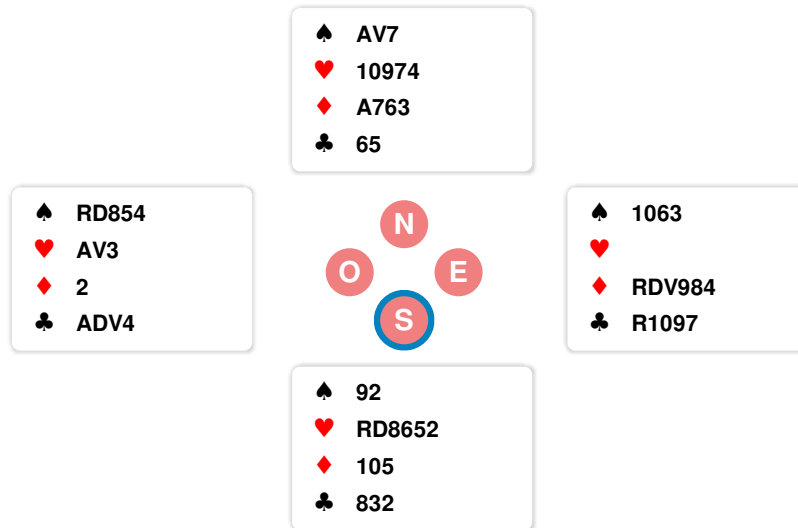 ♠ AV7
♥ 10974
♦ A763
♣ 65
♠ RD854
♥ AV3
♦ 2
♣ ADV4
N
O E
S
♠ 1063
♥
♦ RDV984
♣ R1097
♠ 92
♥ RD8652
♦ 105
♣ 832